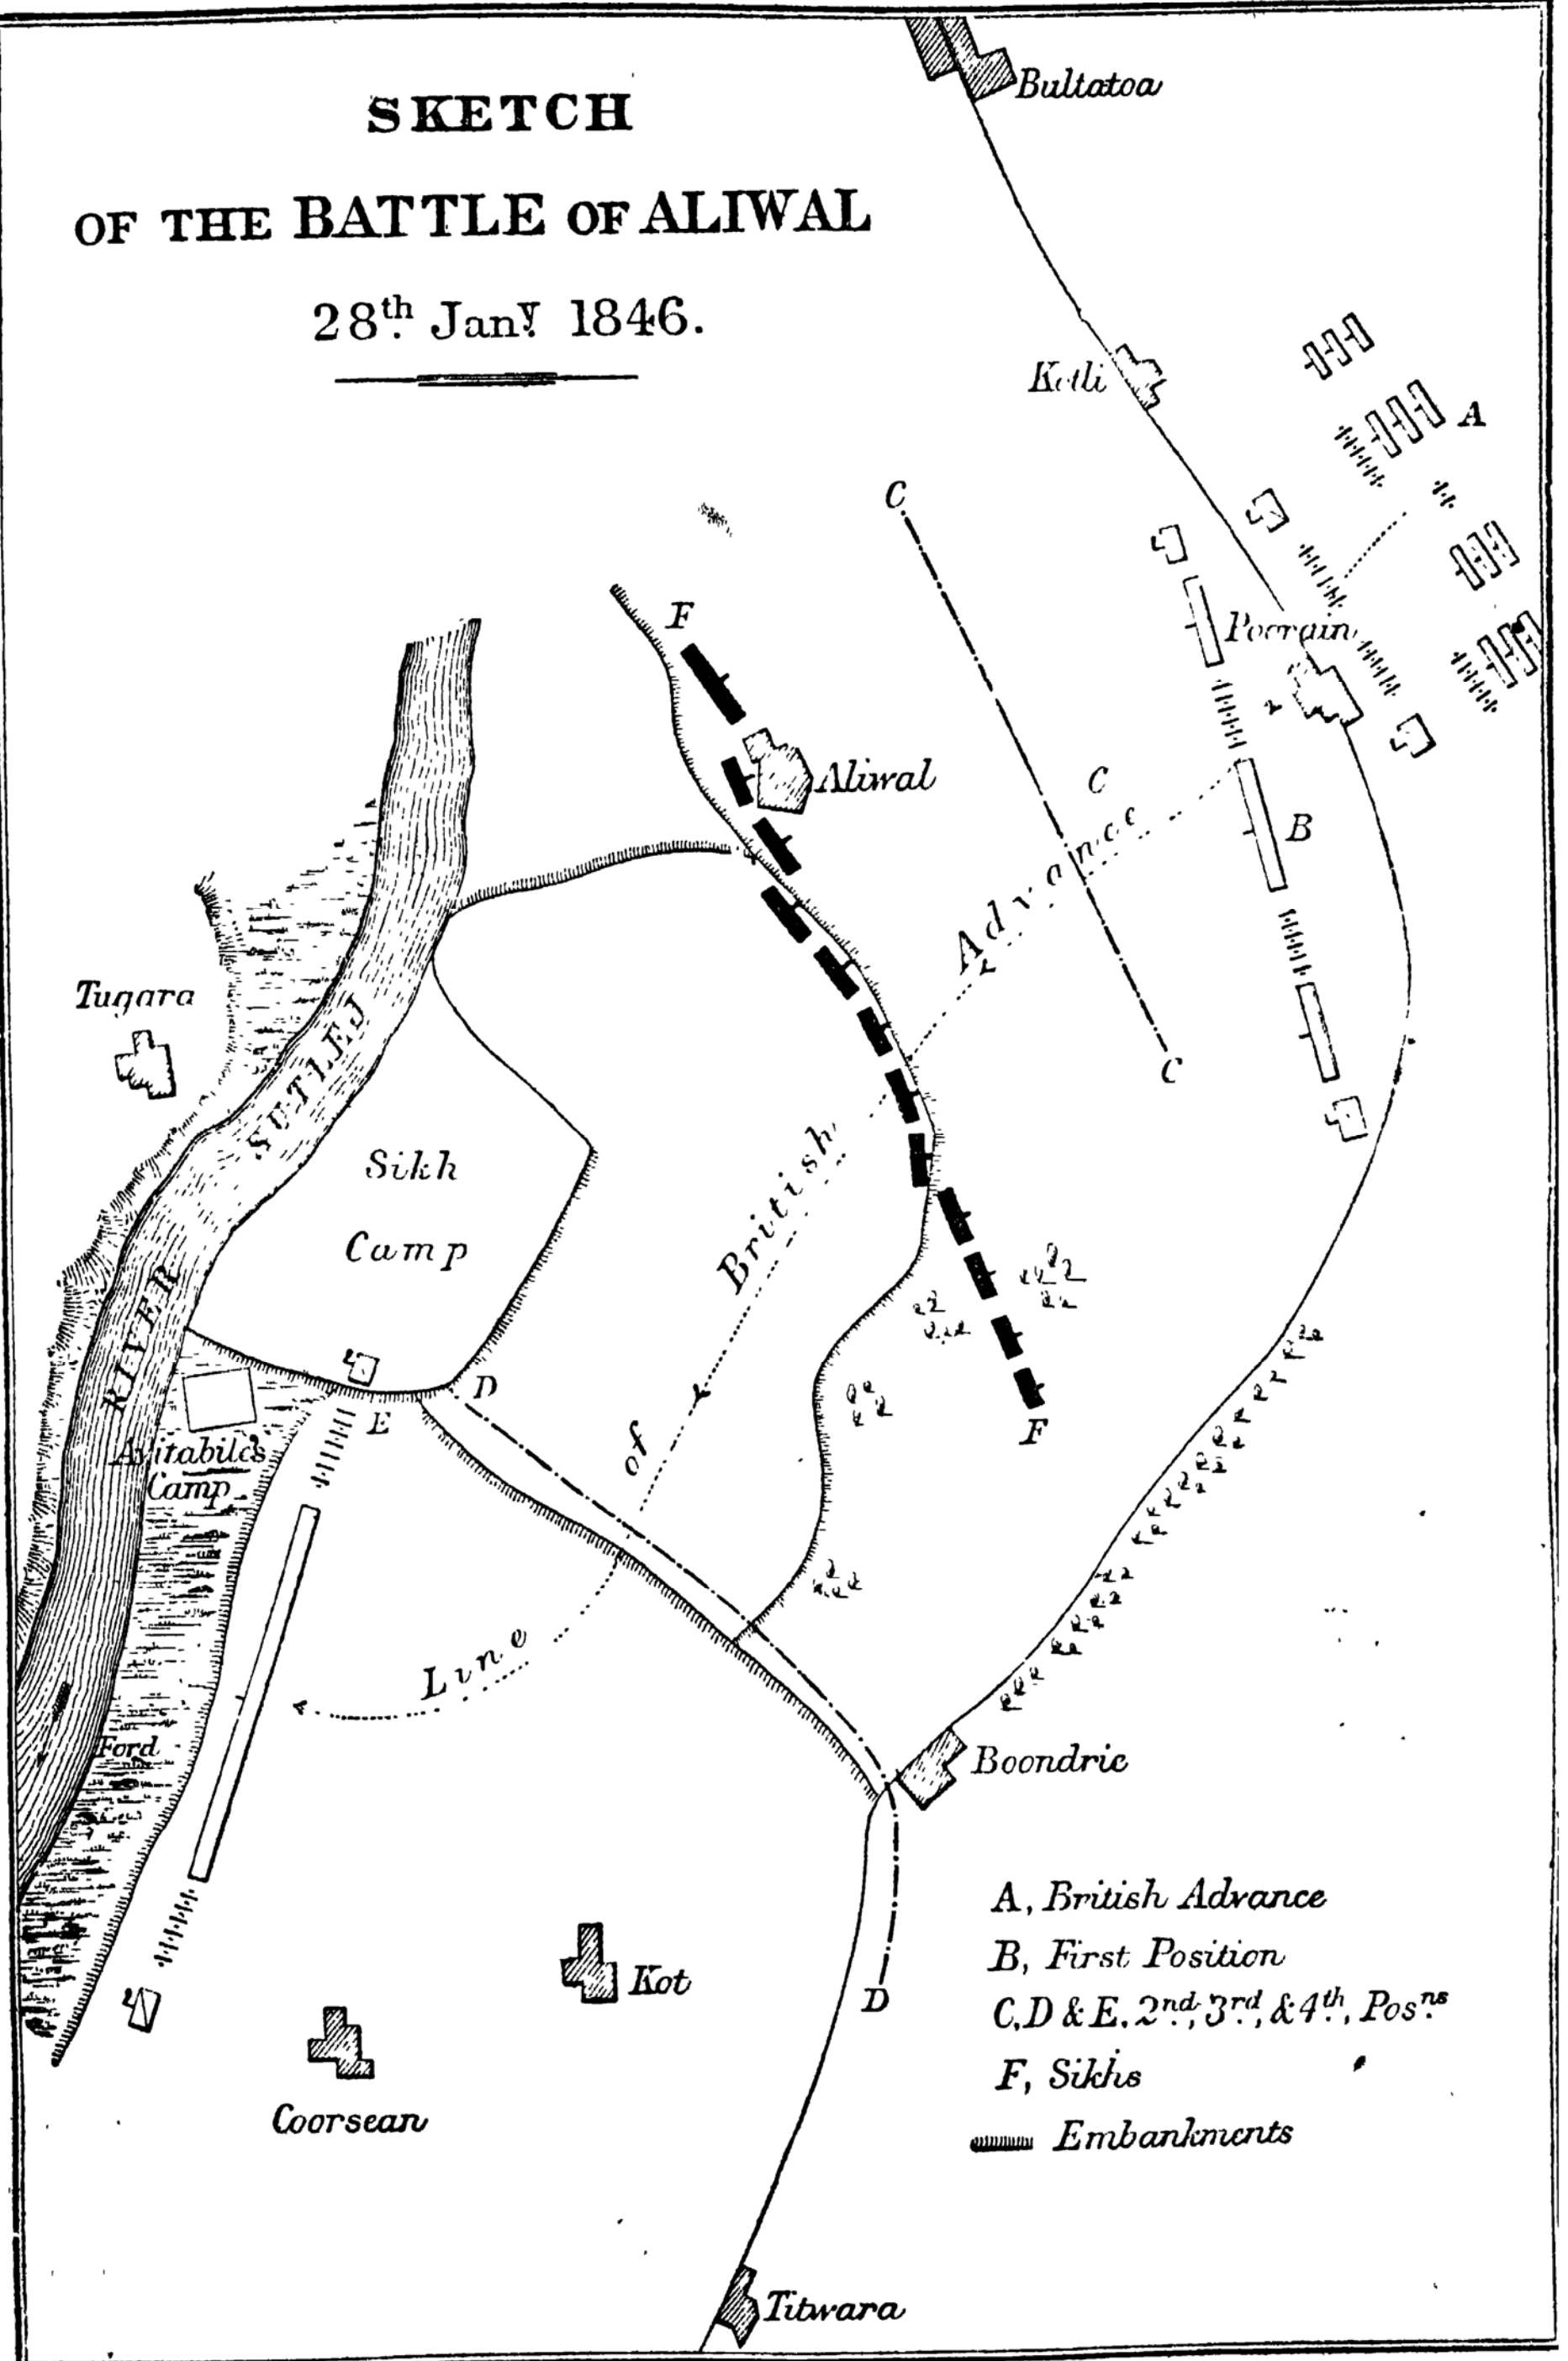 SKETCH
OF THE BATTLE OF ALIWAL
28th. Jany. 1846.
Bultatoa
Kotli
A
C
F
Poorain
Aliwal
C
B
Line of British Advance
Tugara
C
RIVER SUTLEJ
Sikh
Camp
D
E
F
Avitabile's
Camp
Ford
Boondrie
Kot
D
Coorsean
Titwara
A, British Advance
B, First Position
C, D & E. 2nd, 3rd, & 4th, Posns.
F, Sikhs
Embankments